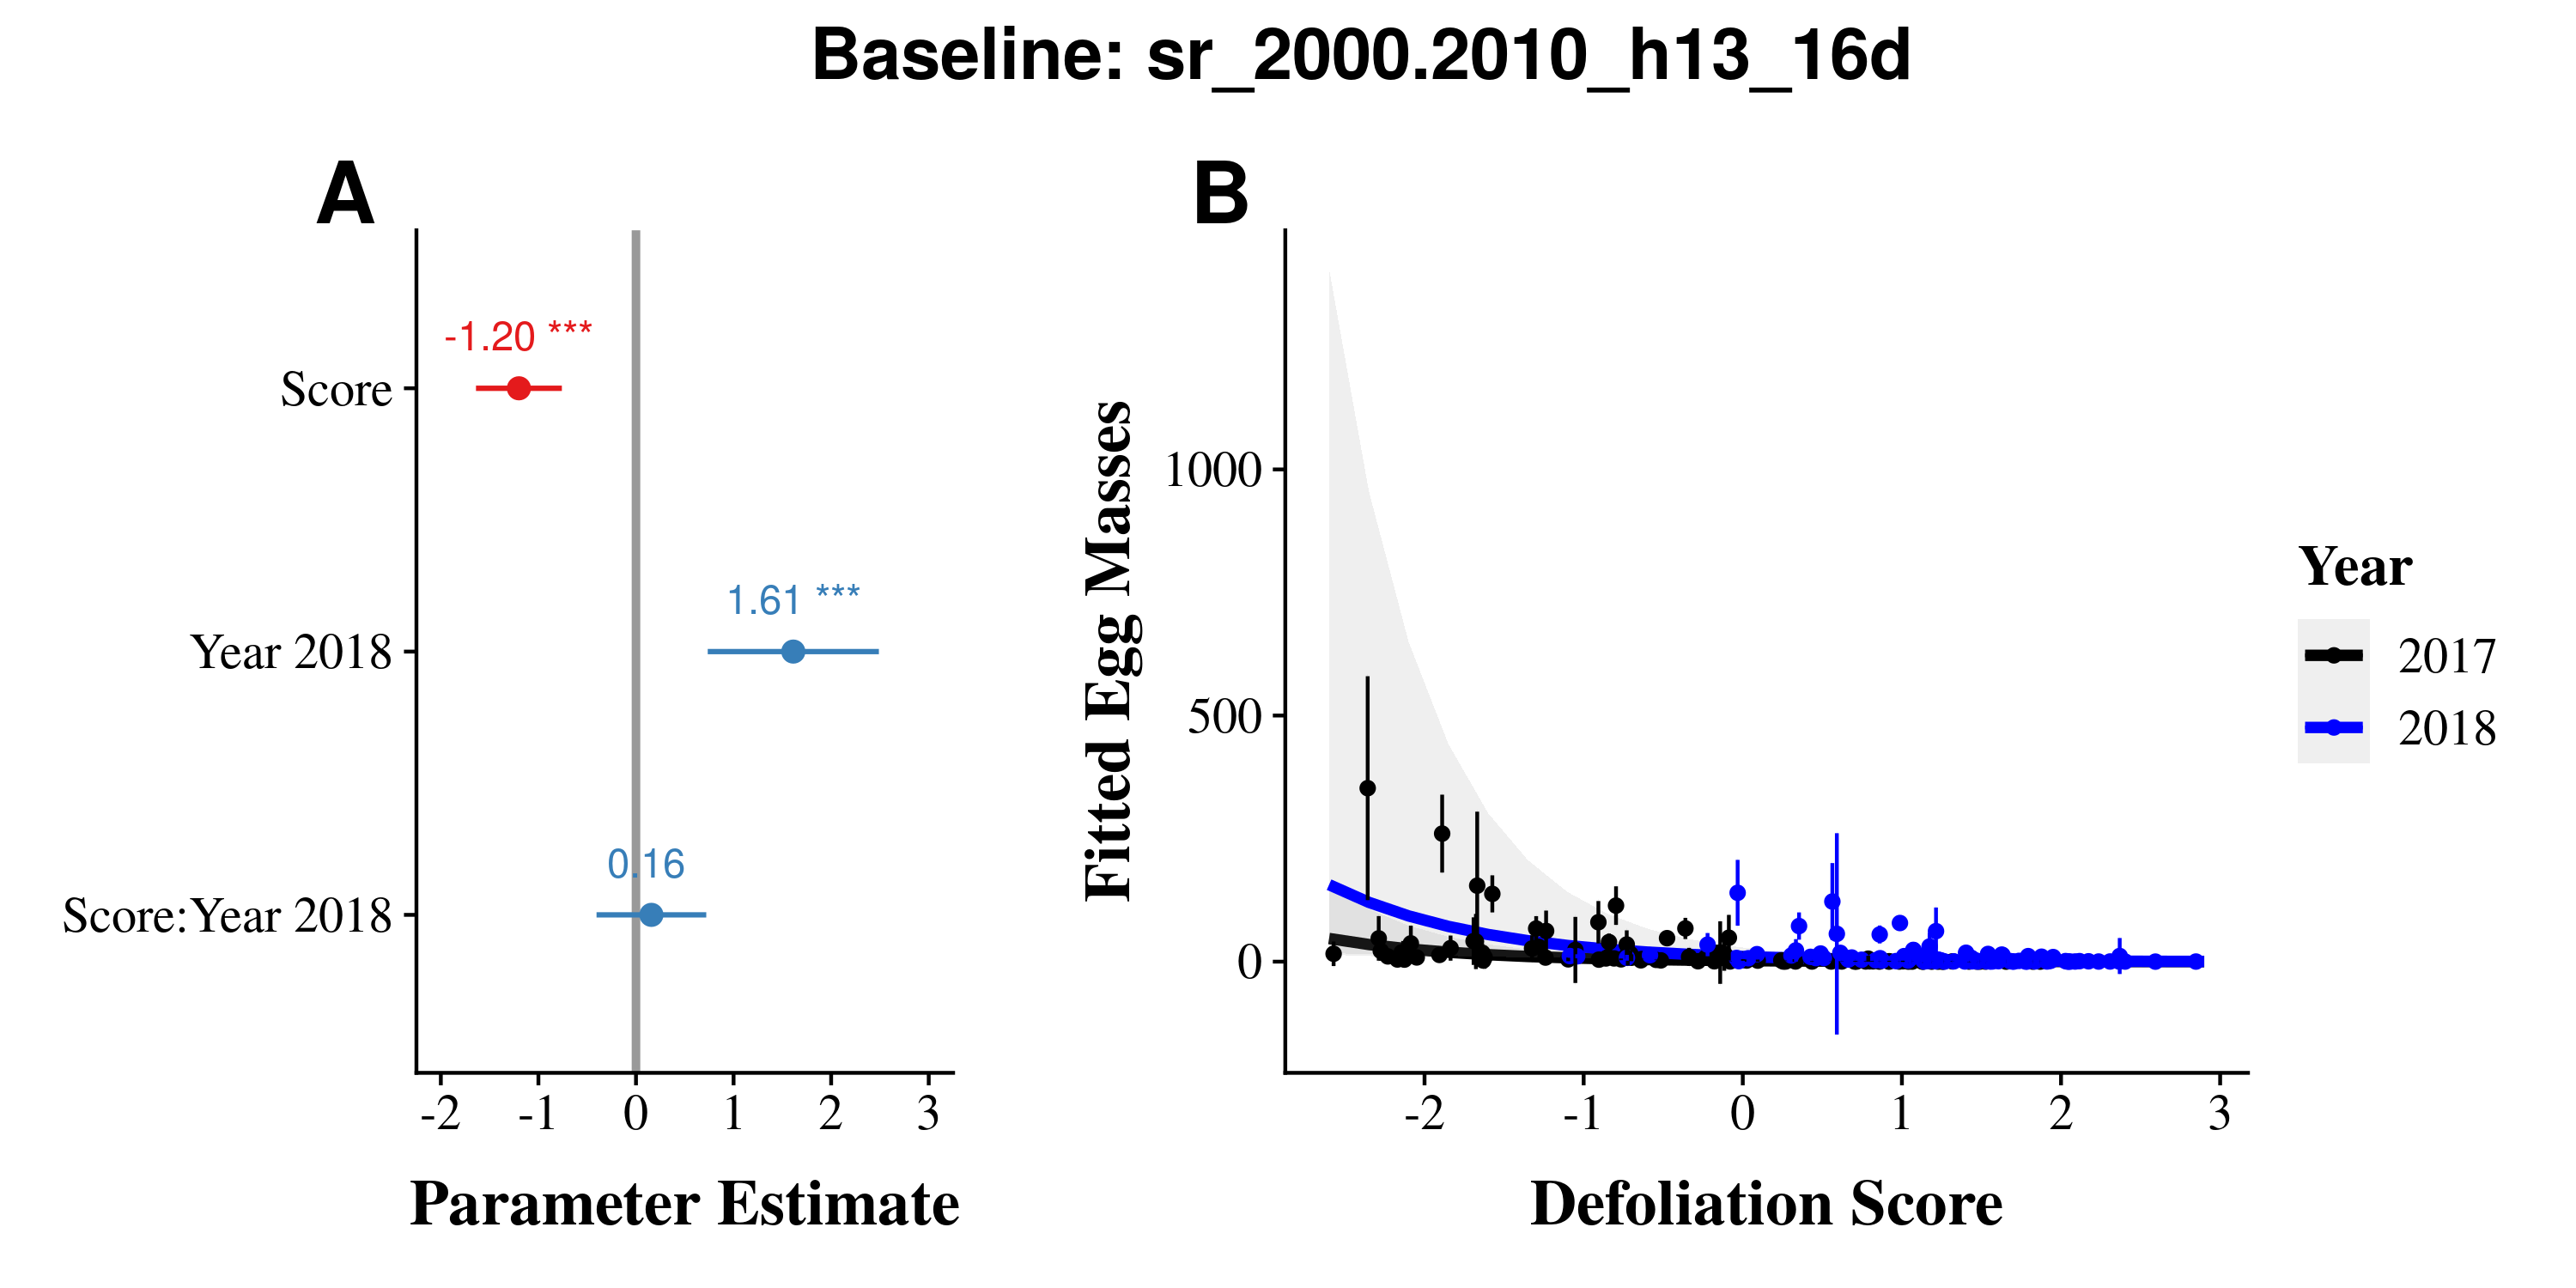 Baseline: sr_2000.2010_h13_16d
A
-1.20 ***
Score
1.61 ***
Year 2018
0.16
Score:Year 2018
-2 -1 0 1 2 3
Parameter Estimate
B
Fitted Egg Masses
1000
500
0
-2 -1 0 1 2 3
Defoliation Score
Year
2017
2018